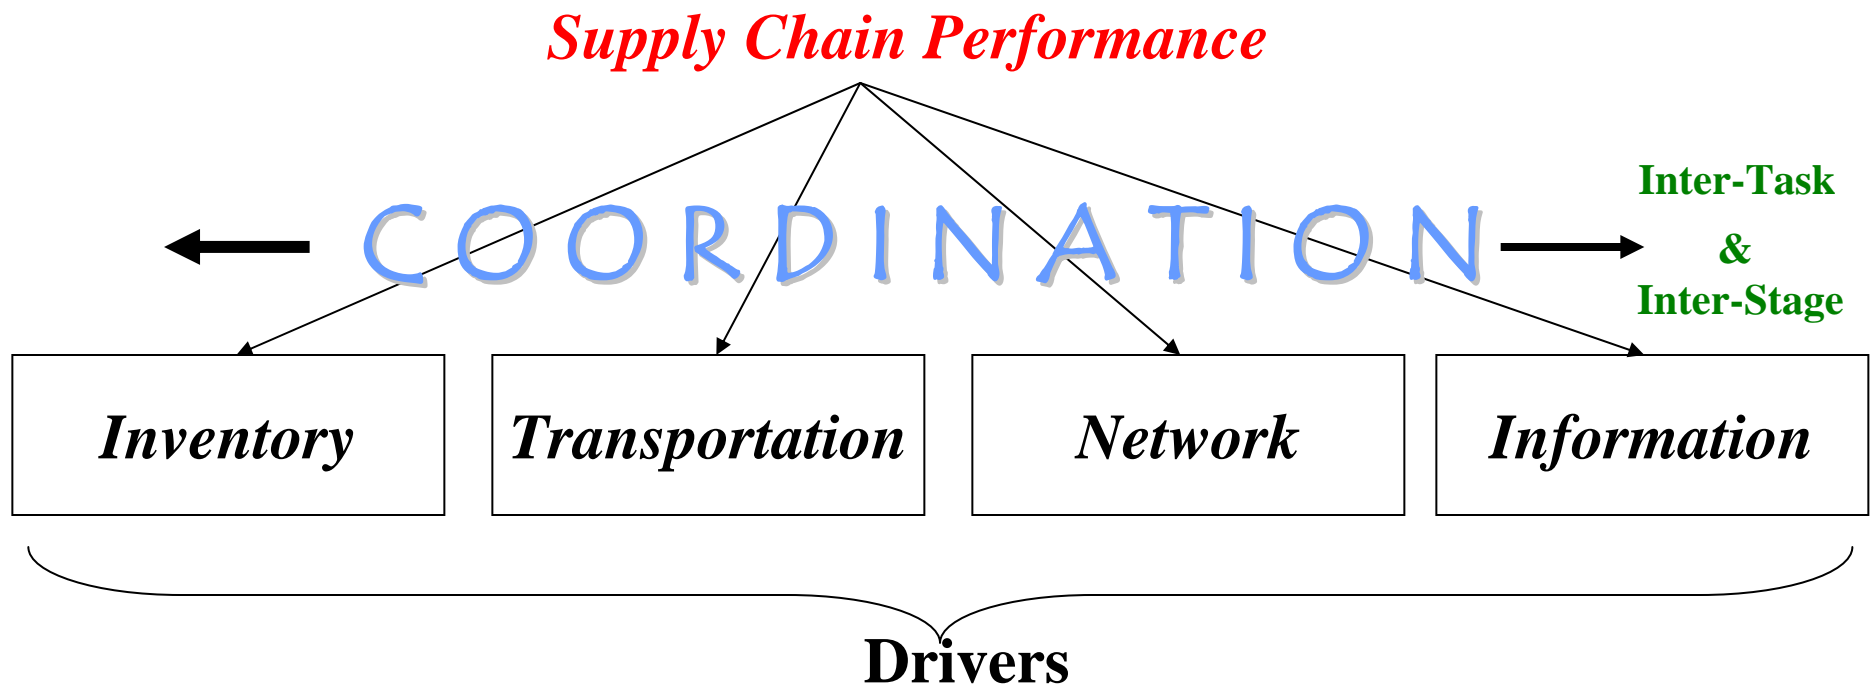 Supply Chain Performance
Inter-Task
COORDINATION
&
Inter-Stage
Inventory
Transportation
Network
Information
Drivers